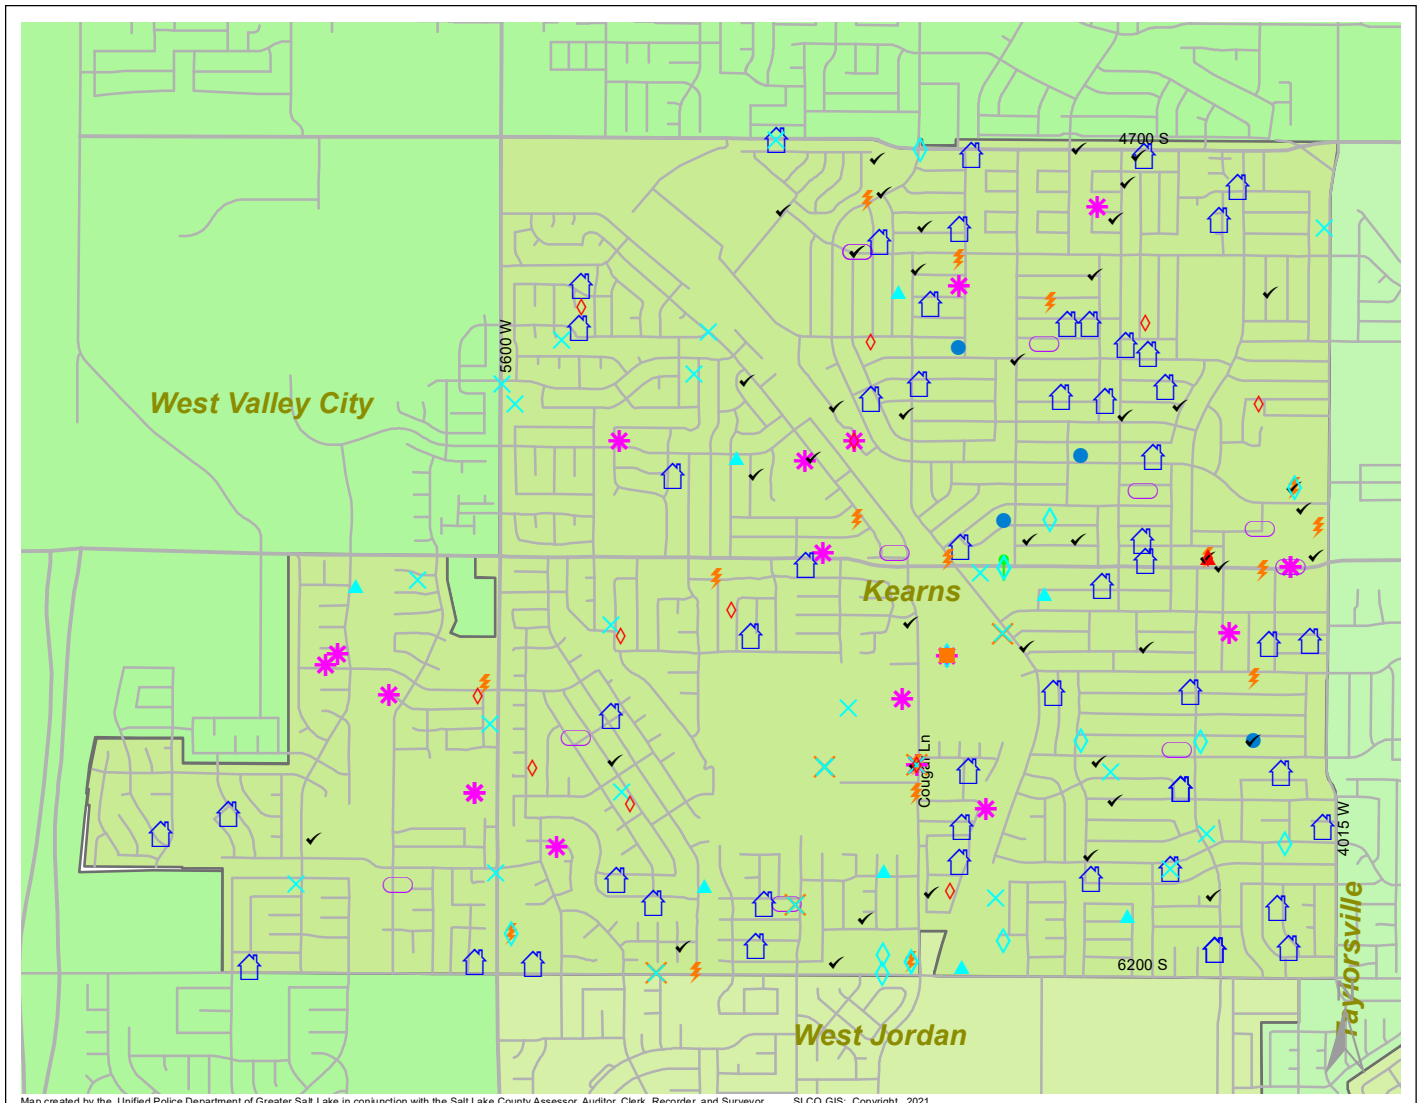 4700 S
5600 W
West Valley City
Kearns
Cougar Ln
4015 W
Taylorsville
6200 S
West Jordan
Map created by the Unified Police Department of Greater Salt Lake in conjunction with the Salt Lake County Assessor, Auditor, Clerk, Recorder, and Surveyor. SLCO GIS: Copyright 2021